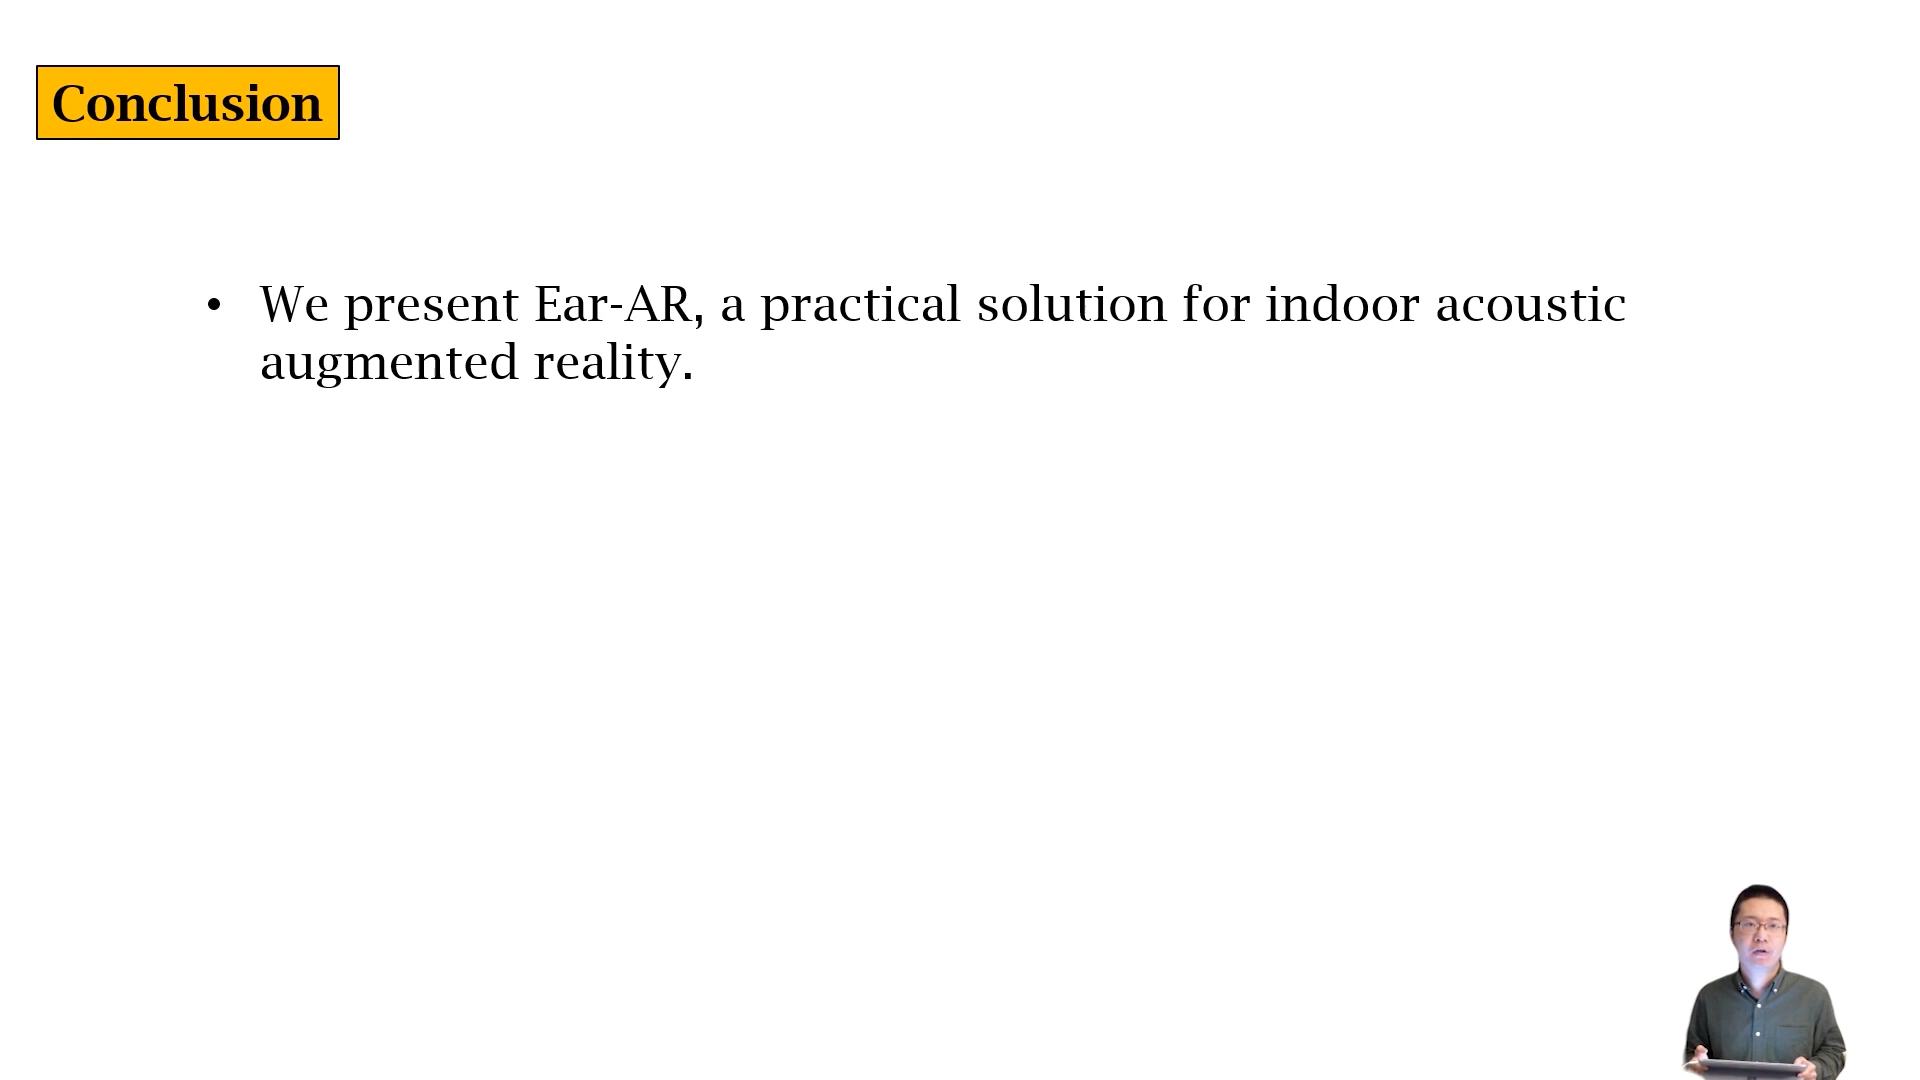 Conclusion
• We present Ear-AR, a practical solution for indoor acoustic
augmented reality.